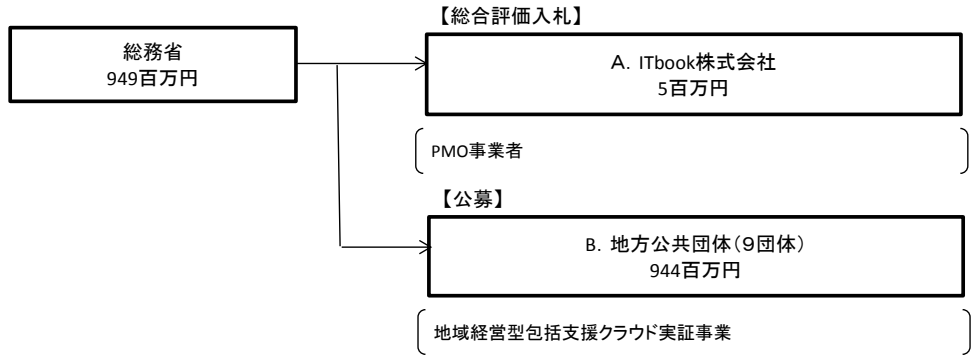 【総合評価入札】
総務省
949百万円
A. ITbook株式会社
5百万円
PMO事業者
【公募】
B. 地方公共団体(9団体)
944百万円
地域経営型包括支援クラウド実証事業